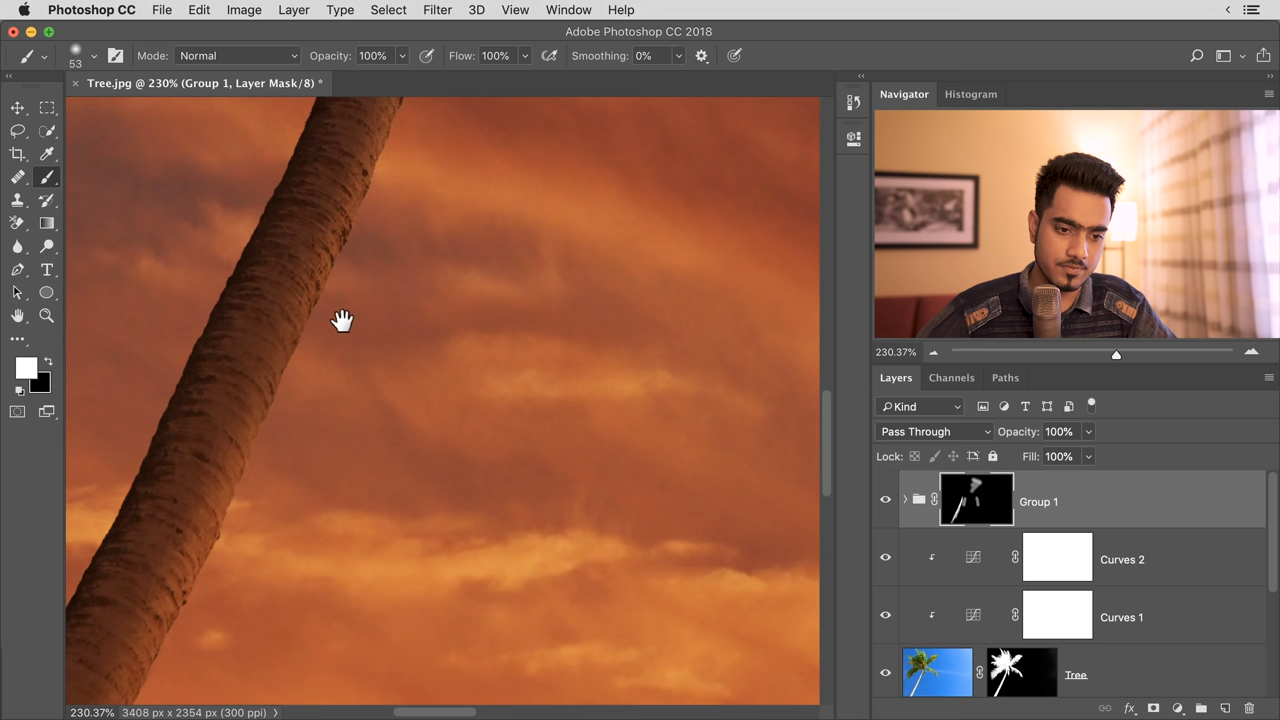 Photoshop CC File Edit Image Layer Type Select Filter 3D View Window Help
Adobe Photoshop CC 2018
53 Mode: Normal Opacity: 100% Flow: 100% Smoothing: 0%
Tree.jpg @ 230% (Group 1, Layer Mask/8) *
Navigator Histogram
230.37%
Layers Channels Paths
Kind
Pass Through Opacity: 100%
Lock: Fill: 100%
Group 1
Curves 2
Curves 1
Tree
230.37% 3408 px x 2354 px (300 ppi)